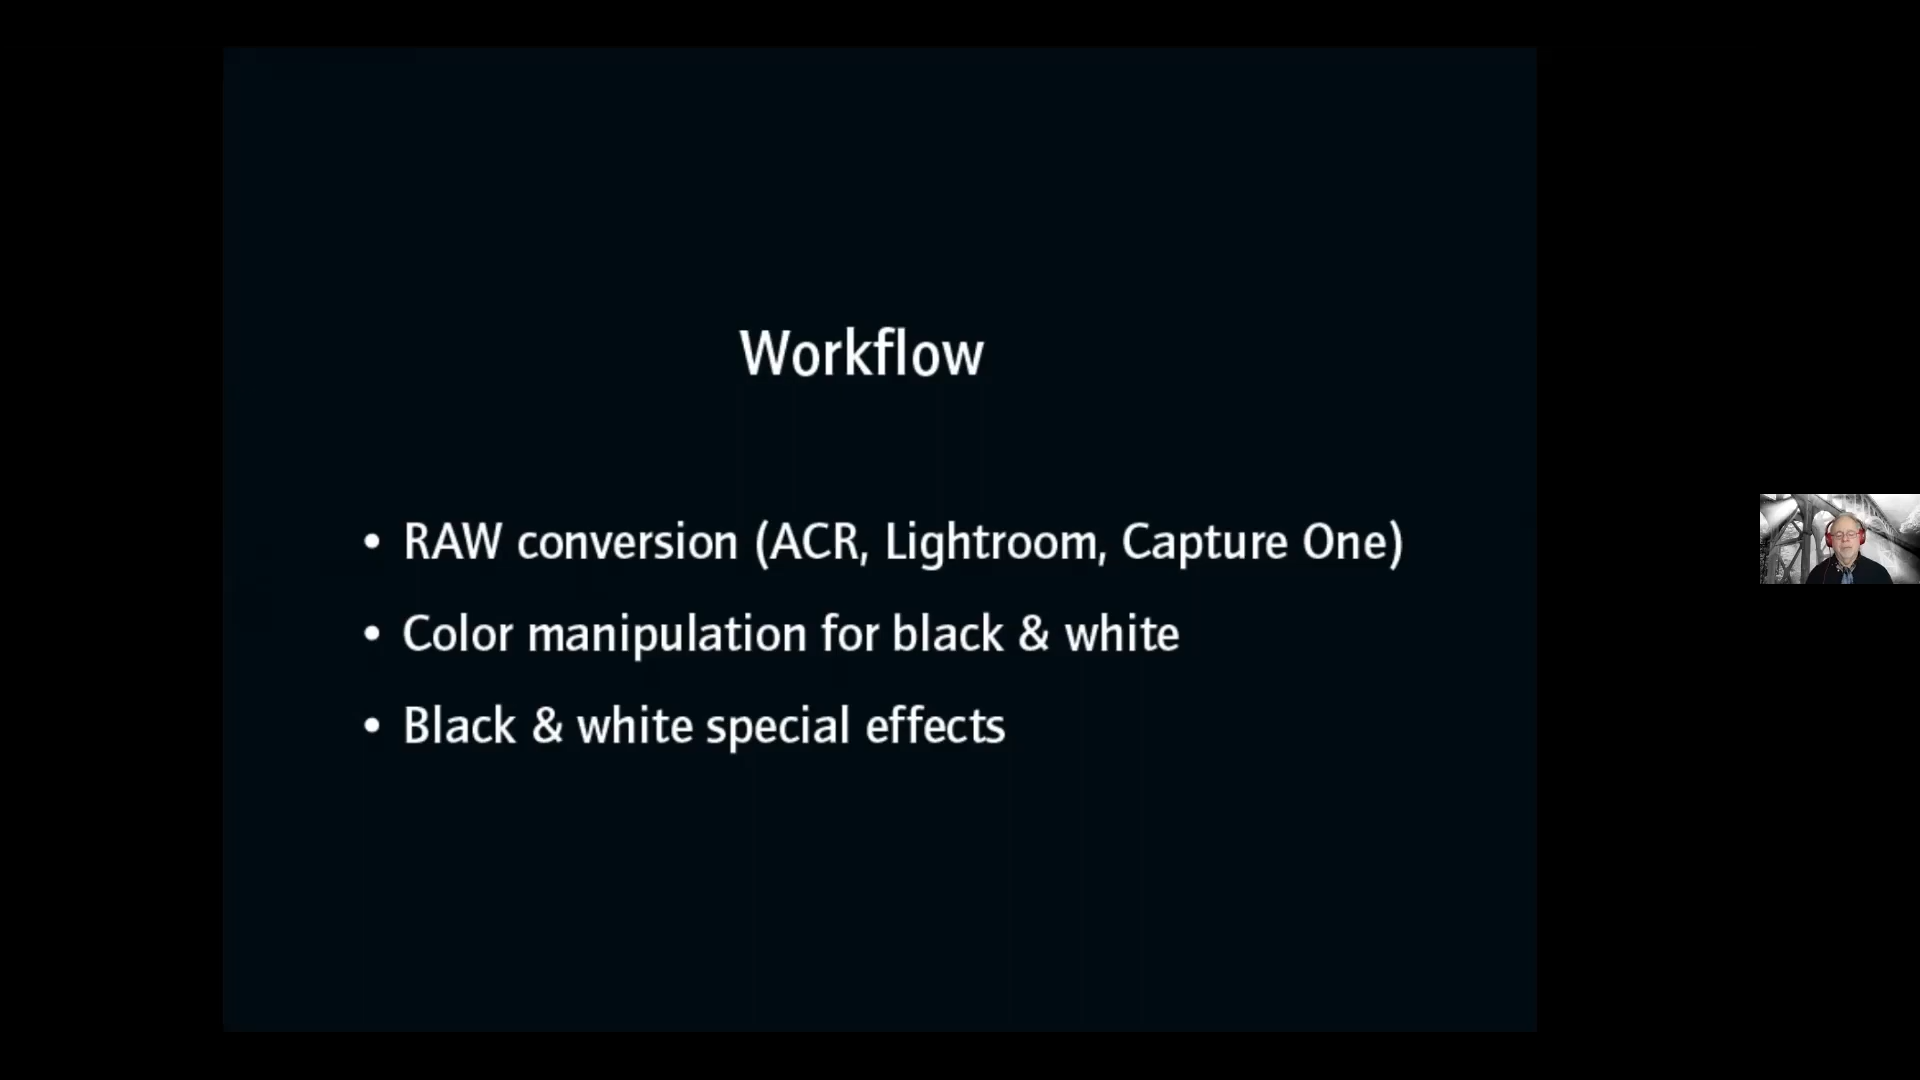 Workflow
• RAW conversion (ACR, Lightroom, Capture One)
• Color manipulation for black & white
• Black & white special effects